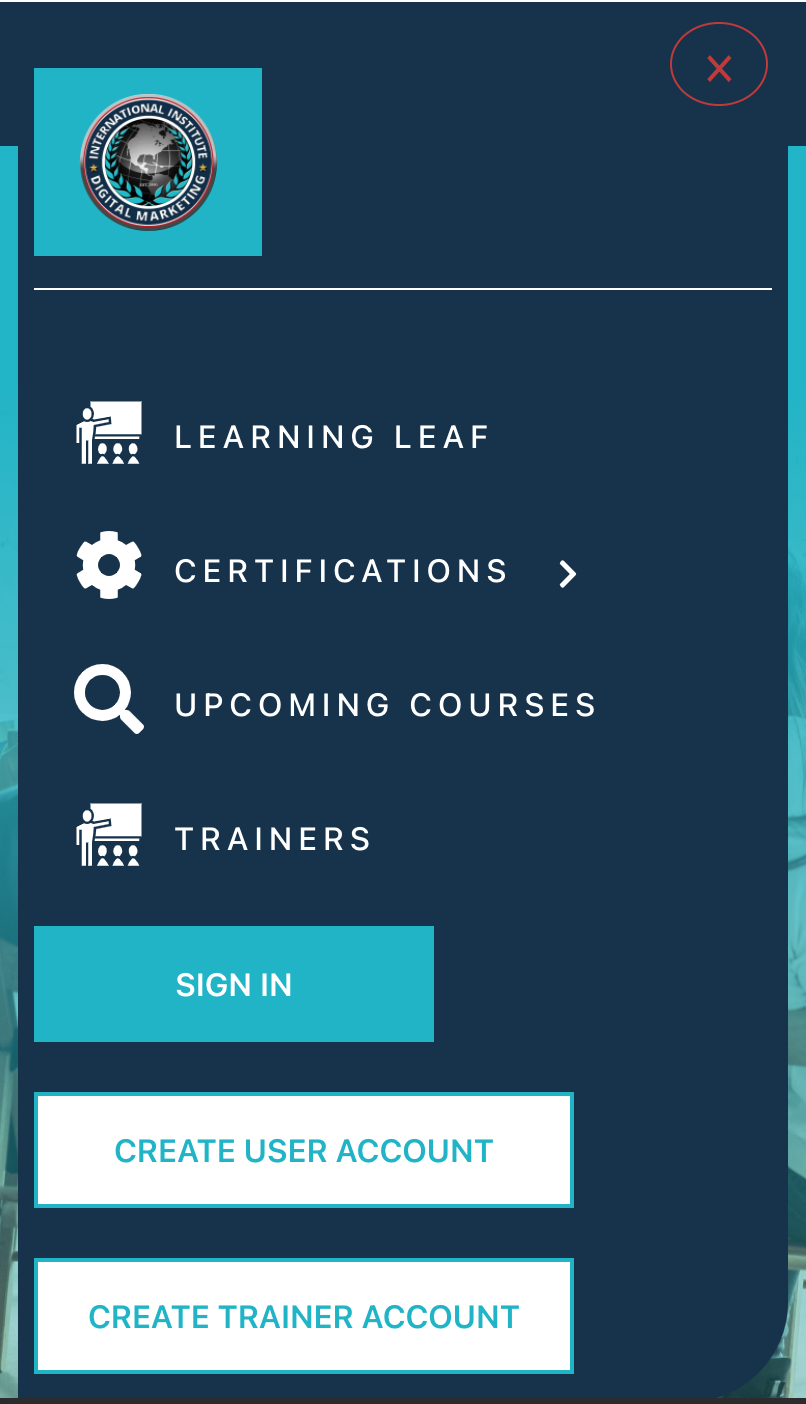 INTERNATIONAL INSTITUTE
DIGITAL MARKETING
LEARNING LEAF
CERTIFICATIONS
UPCOMING COURSES
TRAINERS
SIGN IN
CREATE USER ACCOUNT
CREATE TRAINER ACCOUNT